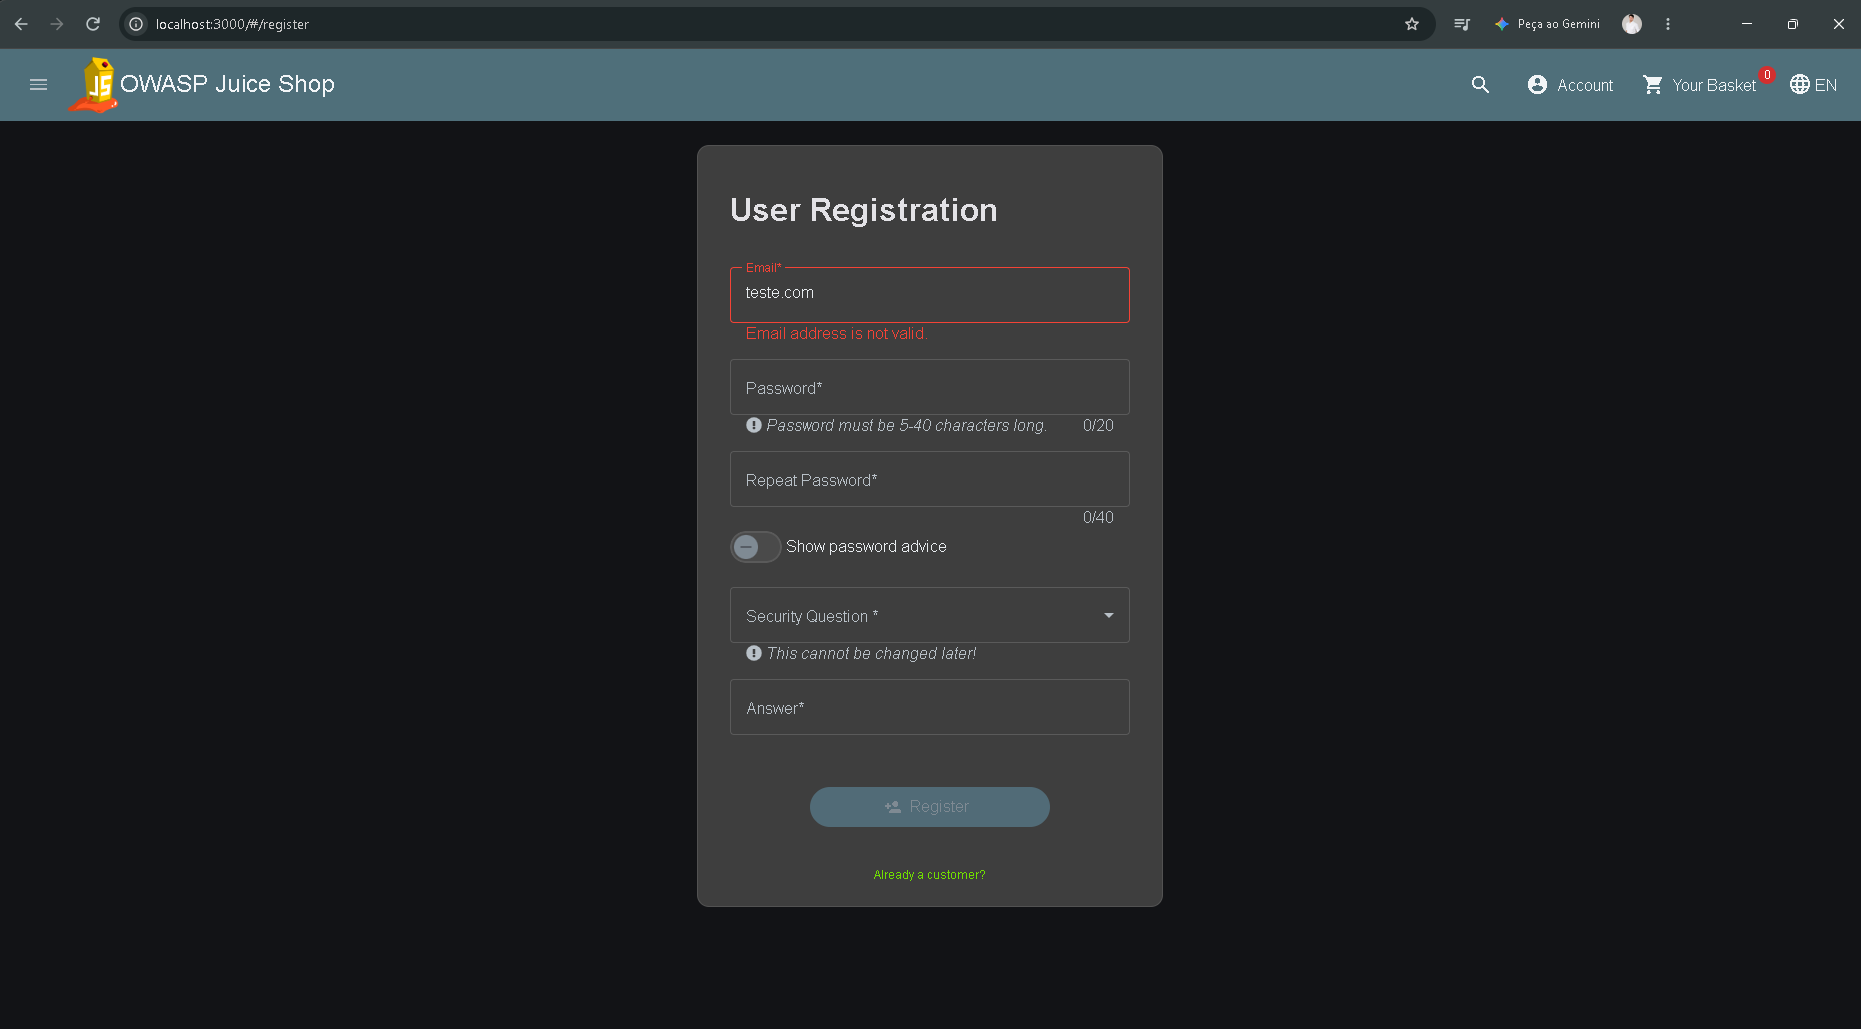 localhost:3000/#/register
Peça ao Gemini
JS
OWASP Juice Shop
Account
Your Basket
0
EN
User Registration
Email*
teste.com
Email address is not valid.
Password*
Password must be 5-40 characters long. 0/20
Repeat Password*
0/40
Show password advice
Security Question *
This cannot be changed later!
Answer*
Register
Already a customer?